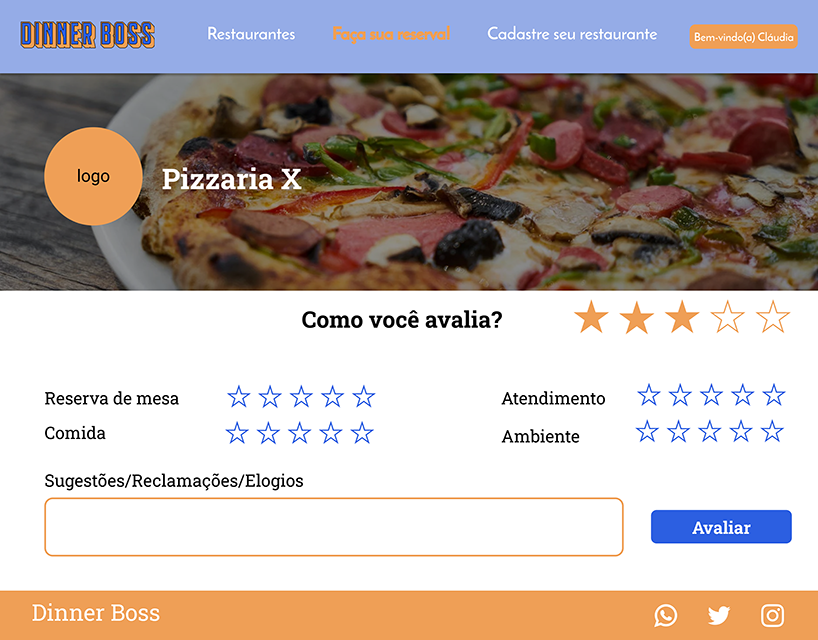 DINNER BOSS
Restaurantes
Faça sua reserva!
Cadastre seu restaurante
Bem-vindo(a) Cláudia
logo
Pizzaria X
Como você avalia?
Reserva de mesa
Atendimento
Comida
Ambiente
Sugestões/Reclamações/Elogios
Avaliar
Dinner Boss